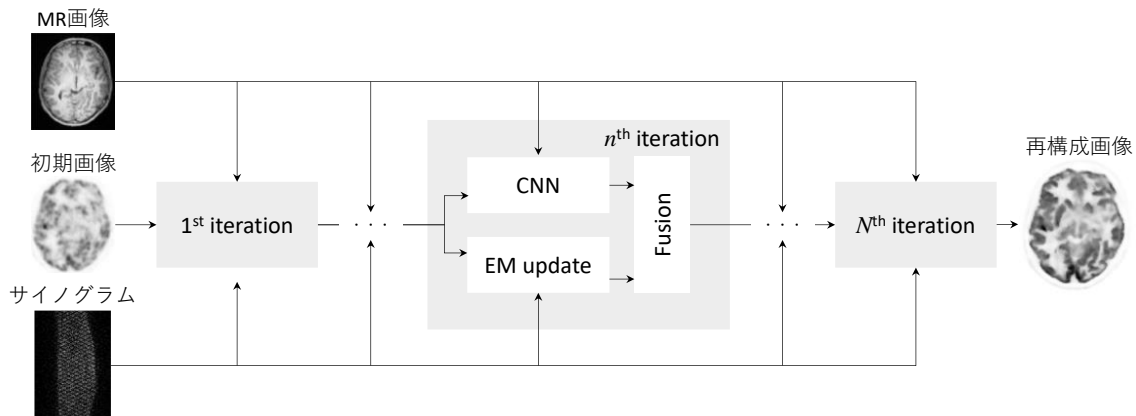 MR画像
初期画像
サイノグラム
1st iteration
· · ·
nth iteration
CNN
EM update
Fusion
· · ·
Nth iteration
再構成画像